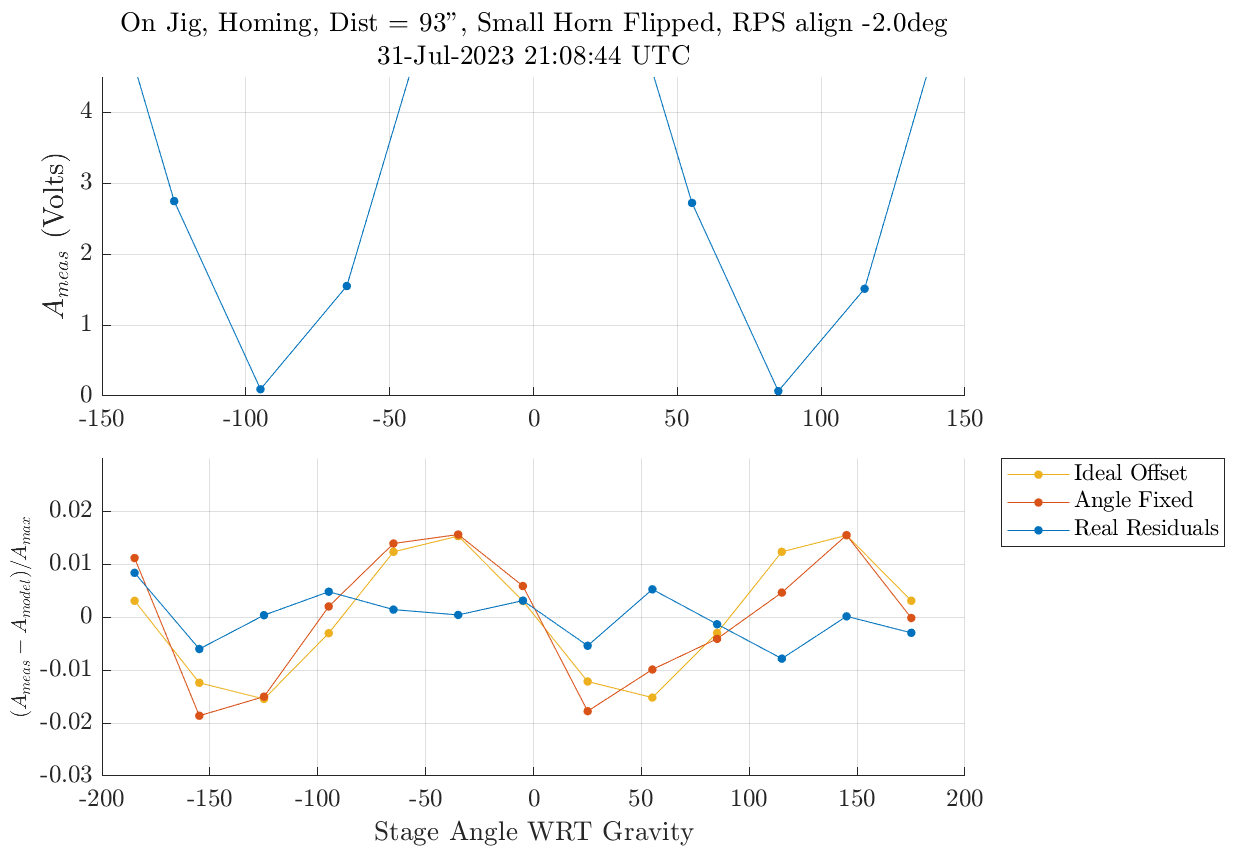 On Jig, Homing, Dist = 93", Small Horn Flipped, RPS align -2.0deg
31-Jul-2023 21:08:44 UTC
A_meas (Volts)
4
3
2
1
0
-150 -100 -50 0 50 100 150
(A_meas − A_model)/A_max
0.02
0.01
0
-0.01
-0.02
-0.03
-200 -150 -100 -50 0 50 100 150 200
Stage Angle WRT Gravity
Ideal Offset
Angle Fixed
Real Residuals